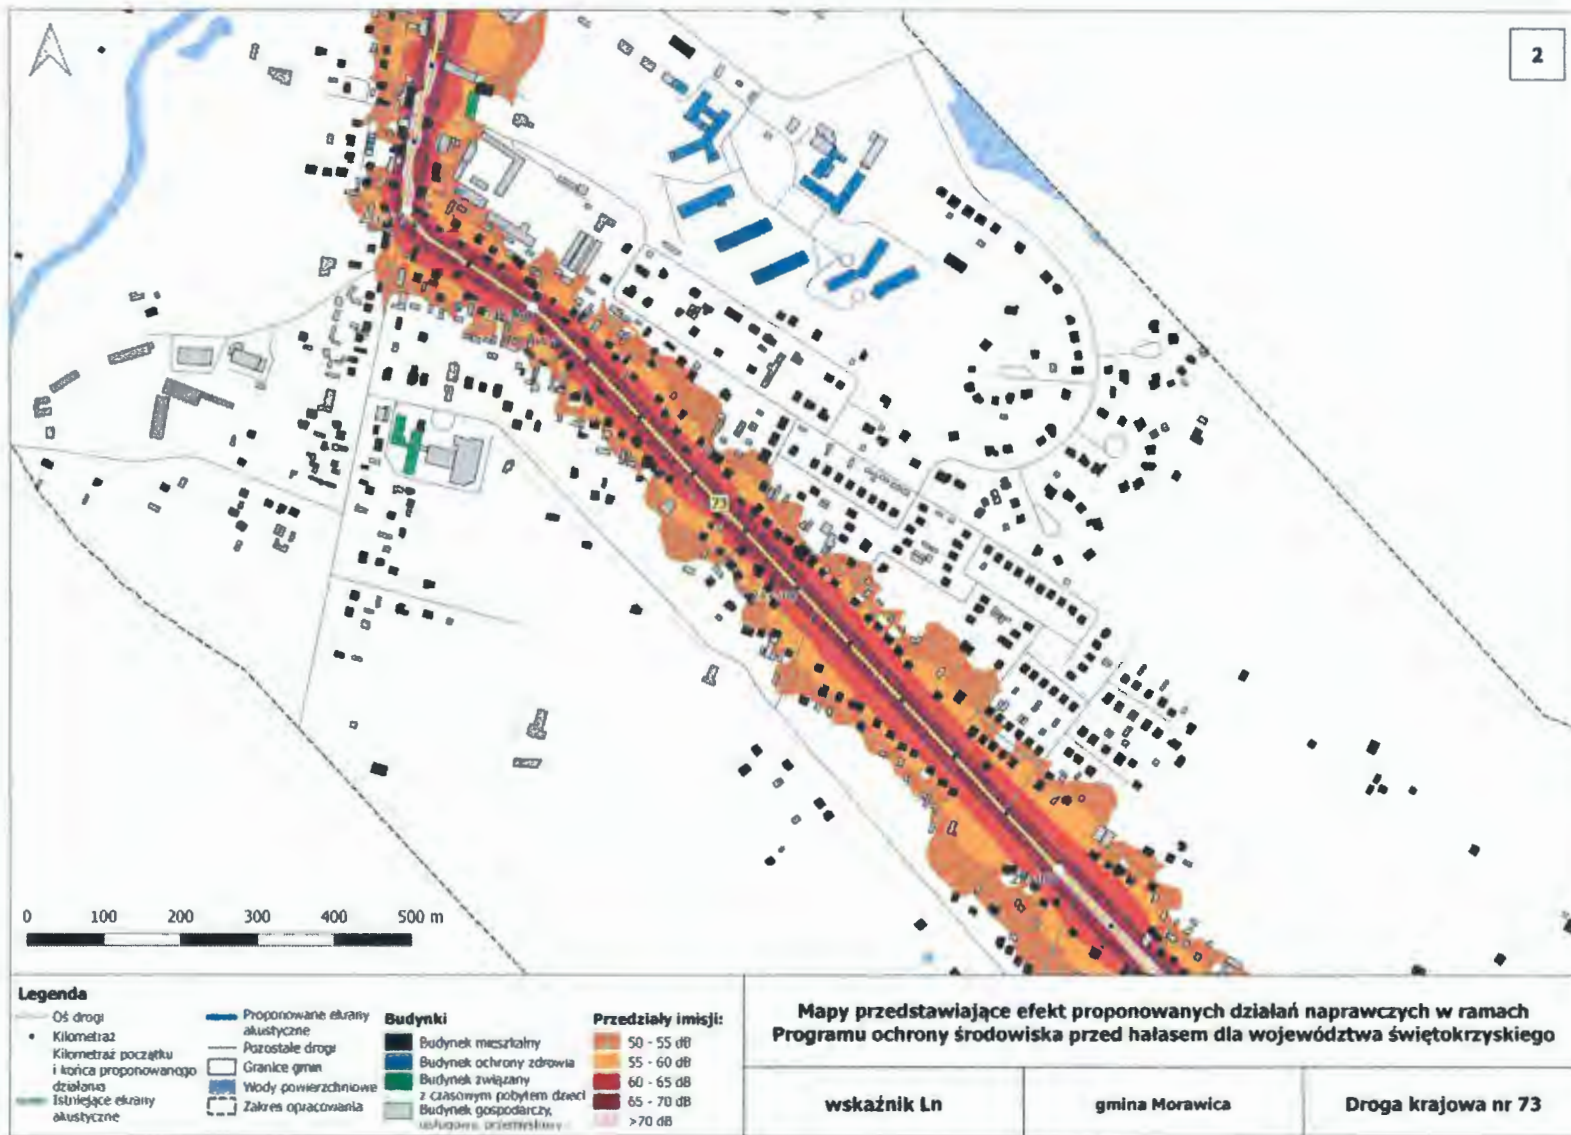 2
73
0 100 200 300 400 500 m
Legenda
Oś drogi
Kilometraż
Kilometraż początku
i końca proponowanego
działania
Istniejące ekrany
akustyczne
Proponowane ekrany
akustyczne
Pozostałe drogi
Granice gmin
Wody powierzchniowe
Zakres opracowania
Budynki
Budynek mieszkalny
Budynek ochrony zdrowia
Budynek związany
z czasowym pobytem dzieci
Budynek gospodarczy,
usługowy, przemysłowy
Przedziały imisji:
50 - 55 dB
55 - 60 dB
60 - 65 dB
65 - 70 dB
>70 dB
Mapy przedstawiające efekt proponowanych działań naprawczych w ramach
Programu ochrony środowiska przed hałasem dla województwa świętokrzyskiego
wskaźnik Ln
gmina Morawica
Droga krajowa nr 73